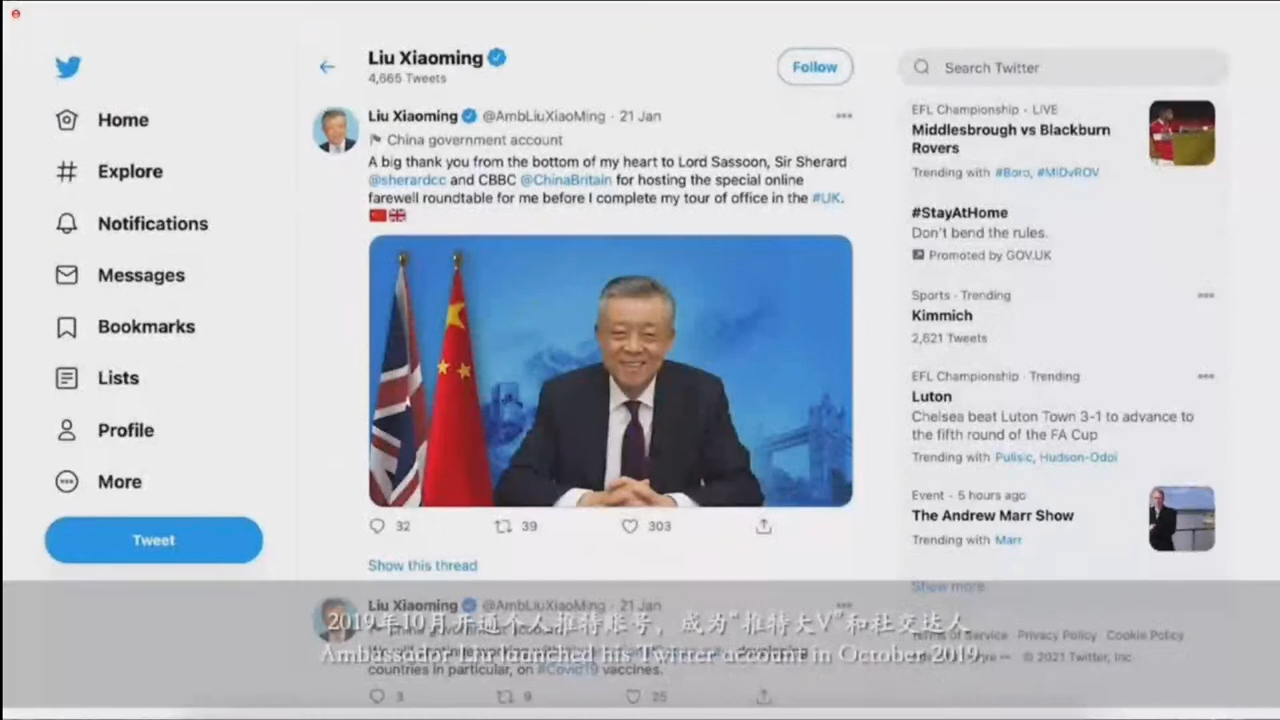 Home
Explore
Notifications
Messages
Bookmarks
Lists
Profile
More
Tweet
Liu Xiaoming
4,665 Tweets
Follow
Liu Xiaoming @AmbLiuXiaoMing · 21 Jan
China government account
A big thank you from the bottom of my heart to Lord Sassoon, Sir Sherard
@sherardcc and CBBC @ChinaBritain for hosting the special online
farewell roundtable for me before I complete my tour of office in the #UK.
32 39 303
Show this thread
Liu Xiaoming @AmbLiuXiaoMing · 21 Jan
countries in particular, on #Covid19 vaccines.
3 9 25
Search Twitter
EFL Championship · LIVE
Middlesbrough vs Blackburn
Rovers
Trending with #Boro, #MIDvROV
#StayAtHome
Don't bend the rules.
Promoted by GOV.UK
Sports · Trending
Kimmich
2,621 Tweets
EFL Championship · Trending
Luton
Chelsea beat Luton Town 3-1 to advance to
the fifth round of the FA Cup
Trending with Pulisic, Hudson-Odoi
Event · 5 hours ago
The Andrew Marr Show
Trending with Marr
Show more
Terms of Service Privacy Policy Cookie Policy
© 2021 Twitter, Inc
2019年10月开通个人推特账号，成为“推特大V”和社交达人
Ambassador Liu launched his Twitter account in October 2019